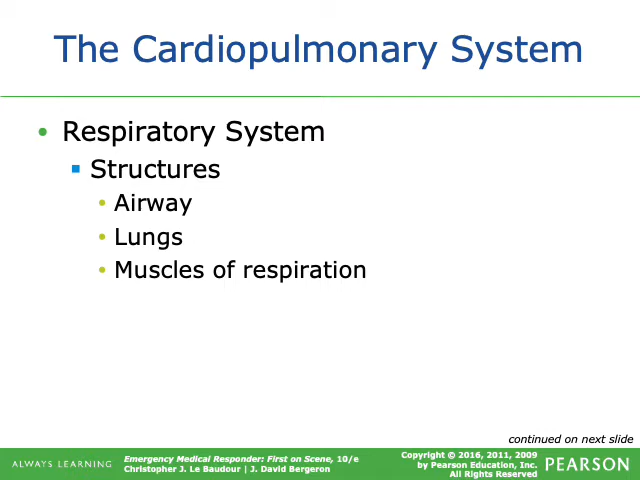 The Cardiopulmonary System
• Respiratory System
▪ Structures
• Airway
• Lungs
• Muscles of respiration
continued on next slide
ALWAYS LEARNING
Emergency Medical Responder: First on Scene, 10/e
Christopher J. Le Baudour | J. David Bergeron
Copyright © 2016, 2011, 2009
by Pearson Education, Inc.
All Rights Reserved
PEARSON